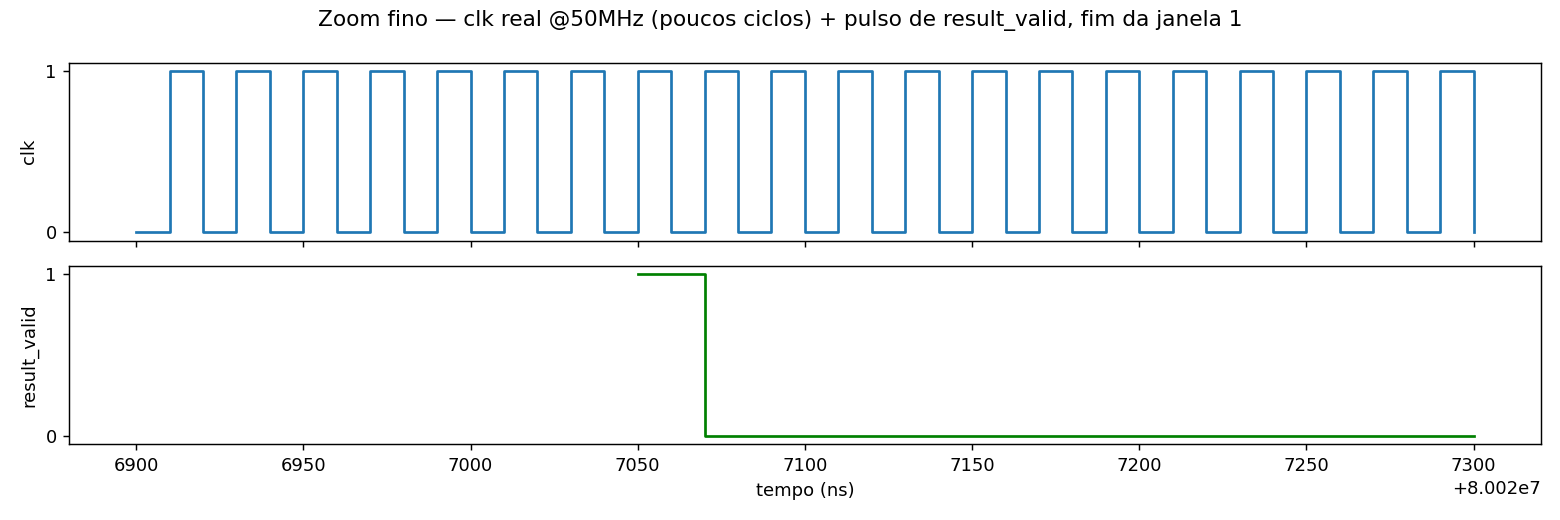 Zoom fino — clk real @50MHz (poucos ciclos) + pulso de result_valid, fim da janela 1
1
clk
0
1
result_valid
0
6900 6950 7000 7050 7100 7150 7200 7250 7300
tempo (ns)
+8.002e7